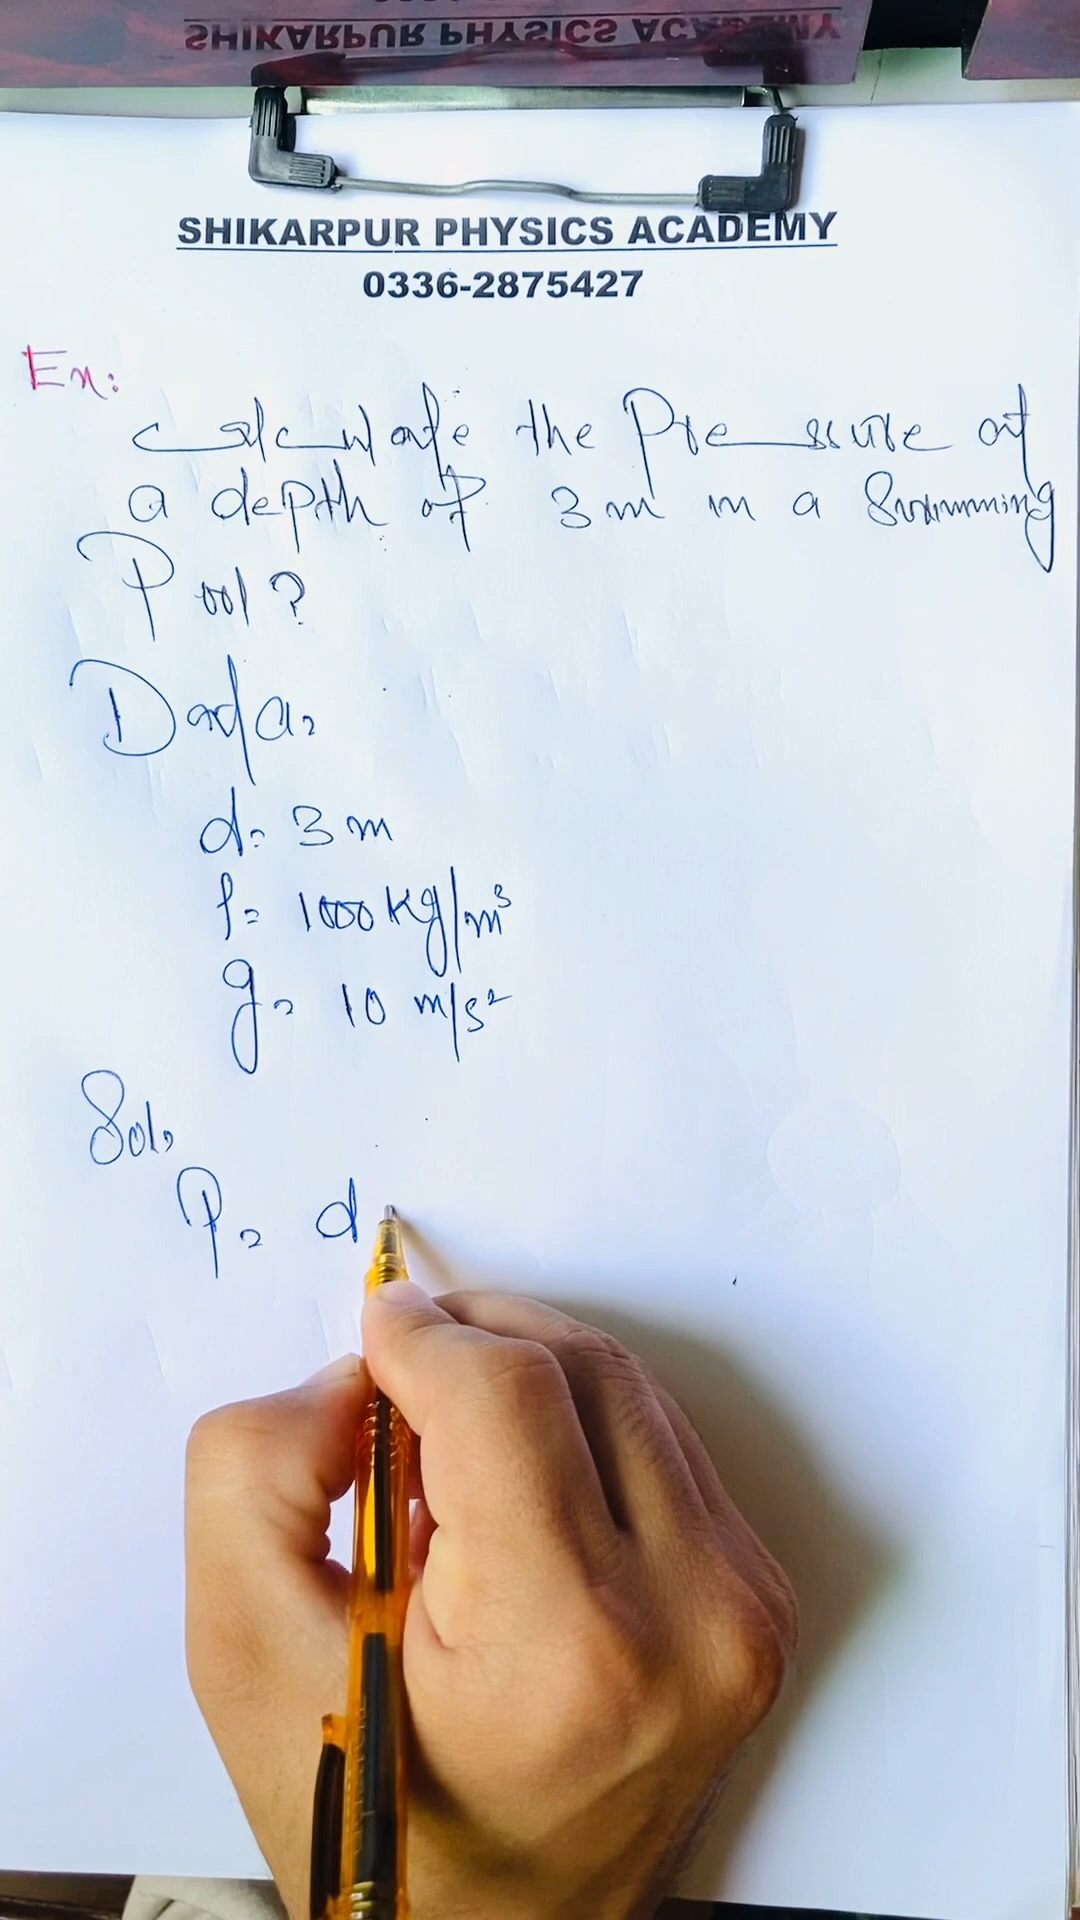 SHIKARPUR PHYSICS ACADEMY
SHIKARPUR PHYSICS ACADEMY
0336-2875427
Ex:
calculate the Pressure at
a depth of 3m in a Swimming
Pool?
Data=
d= 3m
ρ= 1000 kg/m³
g= 10 m/s²
Sol,
P= d